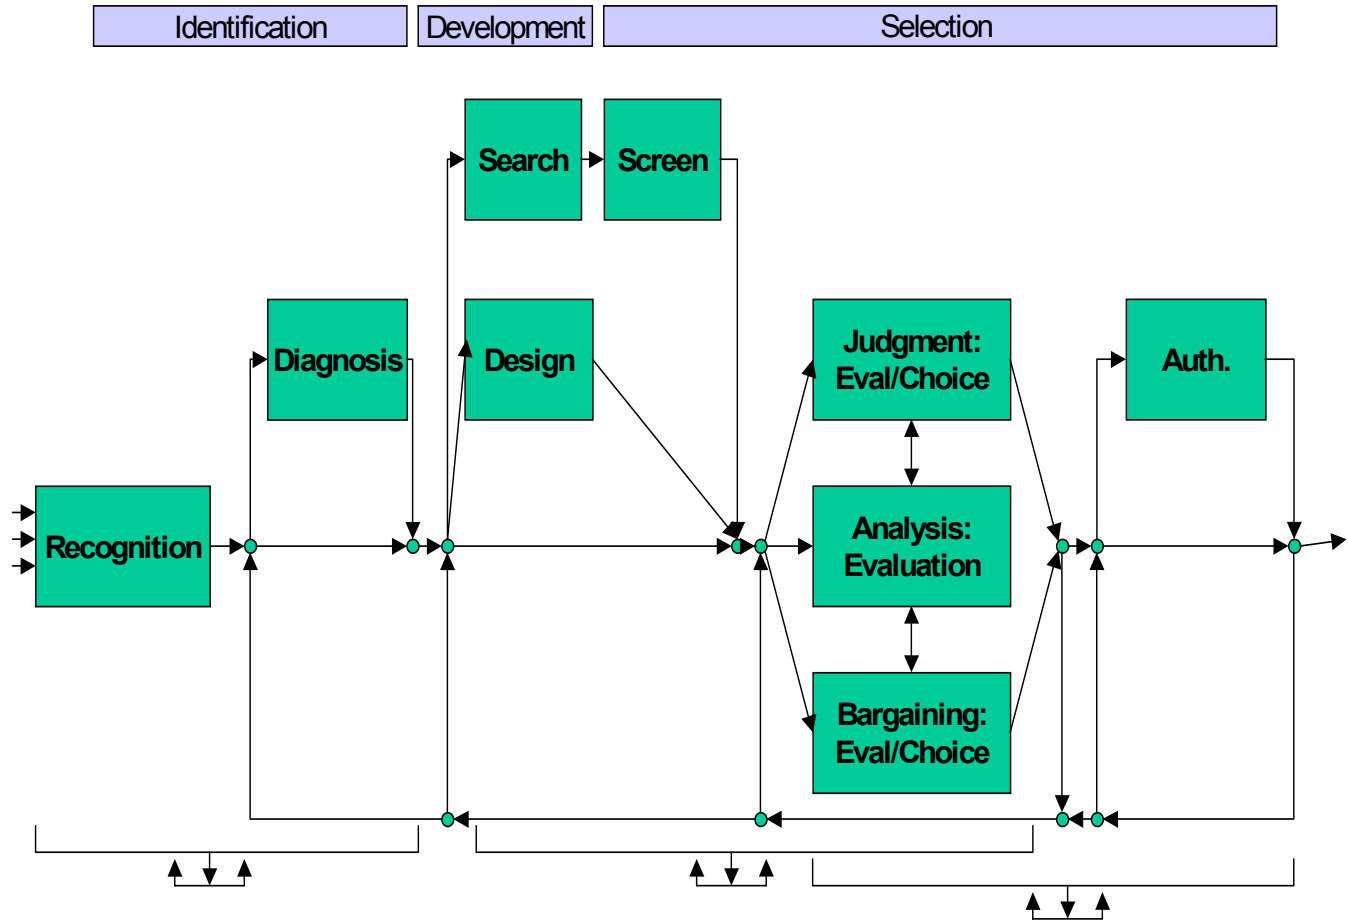 Identification
Development
Selection
Search
Screen
Diagnosis
Design
Judgment:
Eval/Choice
Auth.
Recognition
Analysis:
Evaluation
Bargaining:
Eval/Choice